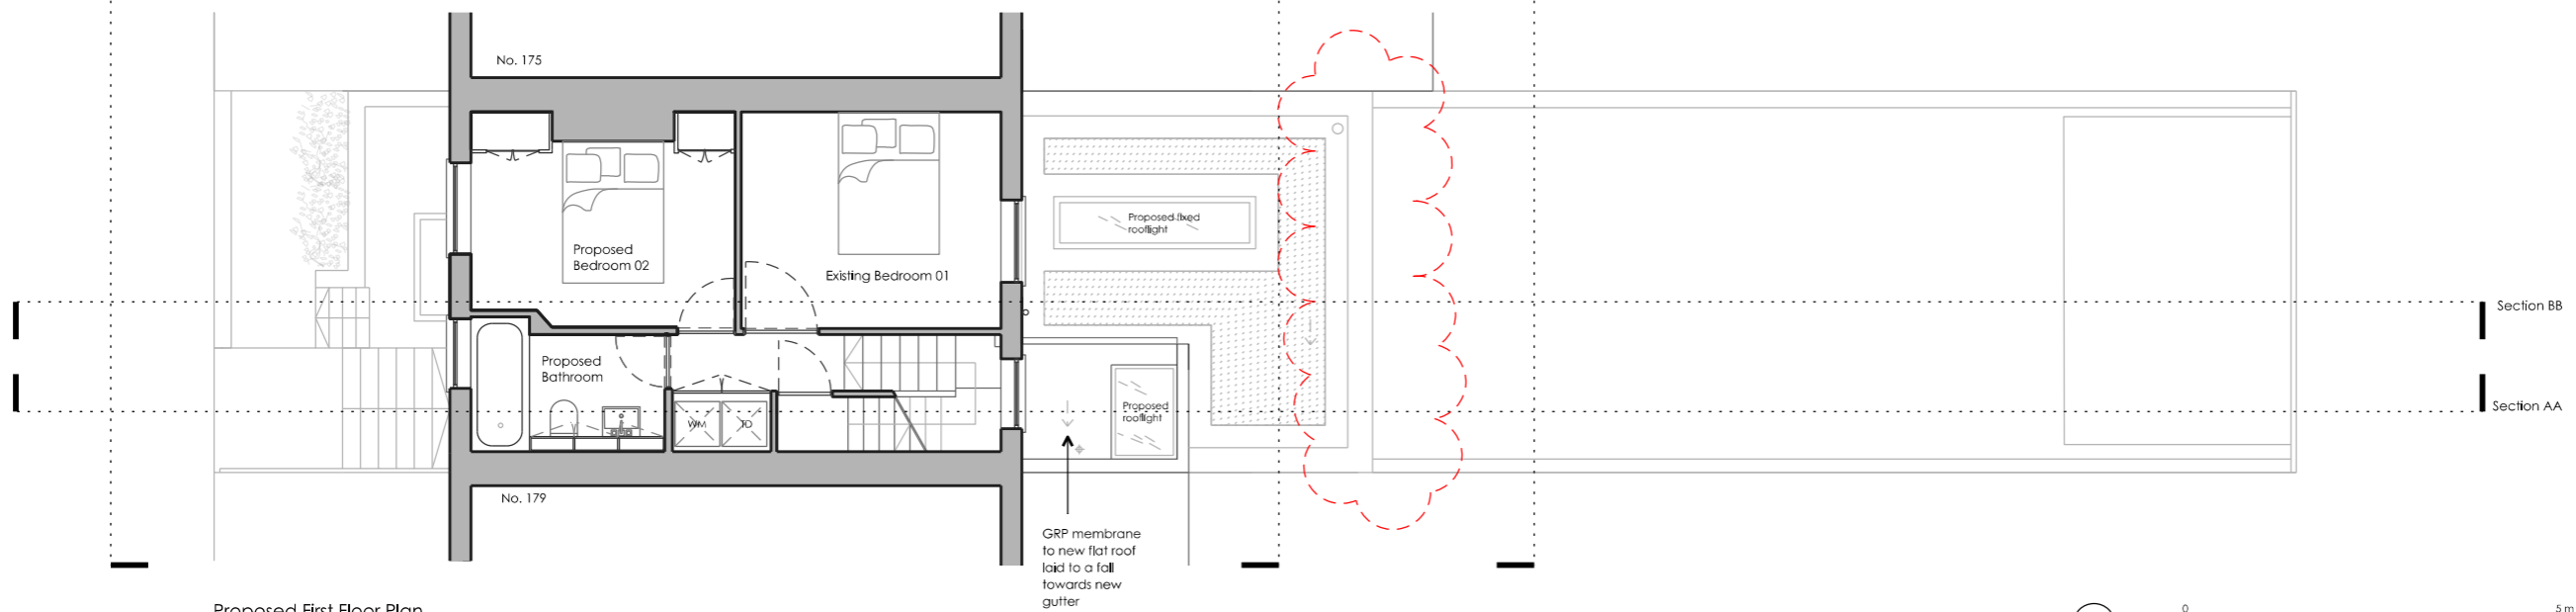 No. 175
Proposed
Bedroom 02
Existing Bedroom 01
Proposed fixed
rooflight
Section BB
Proposed
Bathroom
WM
TD
Proposed
rooflight
Section AA
No. 179
GRP membrane
to new flat roof
laid to a fall
towards new
gutter
Proposed First Floor Plan
0
5 m